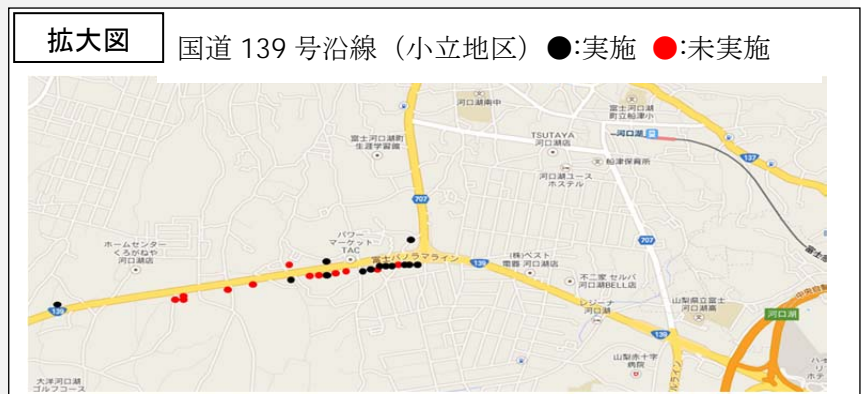 拡大図
国道 139 号沿線（小立地区）●:実施 ●:未実施
河口湖南中
富士河口湖
町立船津小
富士河口湖町
生涯学習館
TSUTAYA
河口湖店
河口湖
137
船津保育所
河口湖ユース
ホステル
707
パワー
マーケット
TAC
富士パノラマライン
ホームセンター
くろがねや
河口湖店
139
(株)ベスト
電器 河口湖店
707
不二家 セルバ
河口湖BELL店
レジーナ
河口湖
山梨県立富士
河口湖高
中央自動
河口湖
139
139
山梨赤十字
病院
大洋河口湖
ゴルフコース